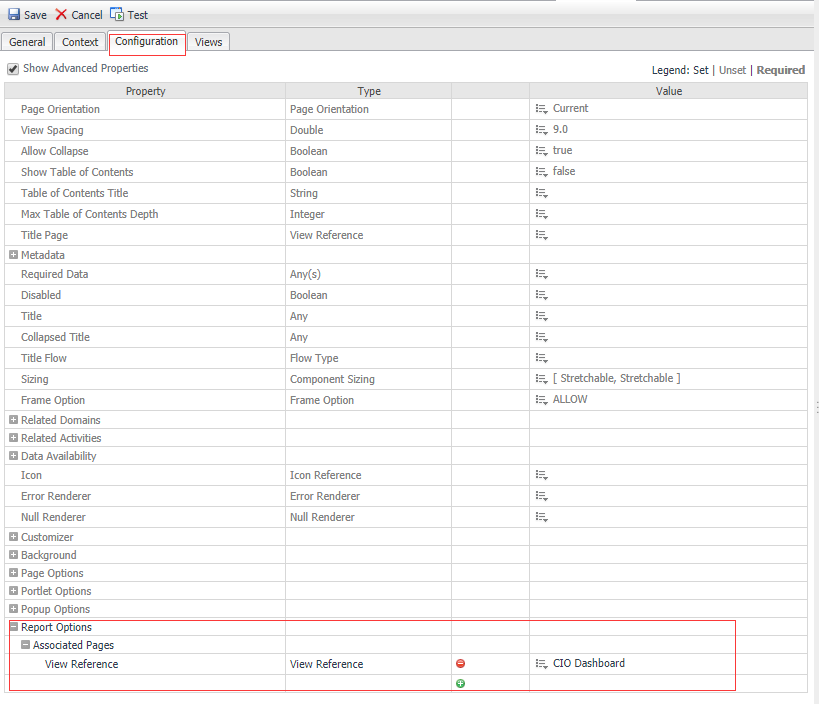 Save Cancel Test
General Context Configuration Views
Show Advanced Properties Legend: Set | Unset | Required
Property Type Value
Page Orientation Page Orientation Current
View Spacing Double 9.0
Allow Collapse Boolean true
Show Table of Contents Boolean false
Table of Contents Title String
Max Table of Contents Depth Integer
Title Page View Reference
Metadata
Required Data Any(s)
Disabled Boolean
Title Any
Collapsed Title Any
Title Flow Flow Type
Sizing Component Sizing [ Stretchable, Stretchable ]
Frame Option Frame Option ALLOW
Related Domains
Related Activities
Data Availability
Icon Icon Reference
Error Renderer Error Renderer
Null Renderer Null Renderer
Customizer
Background
Page Options
Portlet Options
Popup Options
Report Options
Associated Pages
View Reference View Reference CIO Dashboard